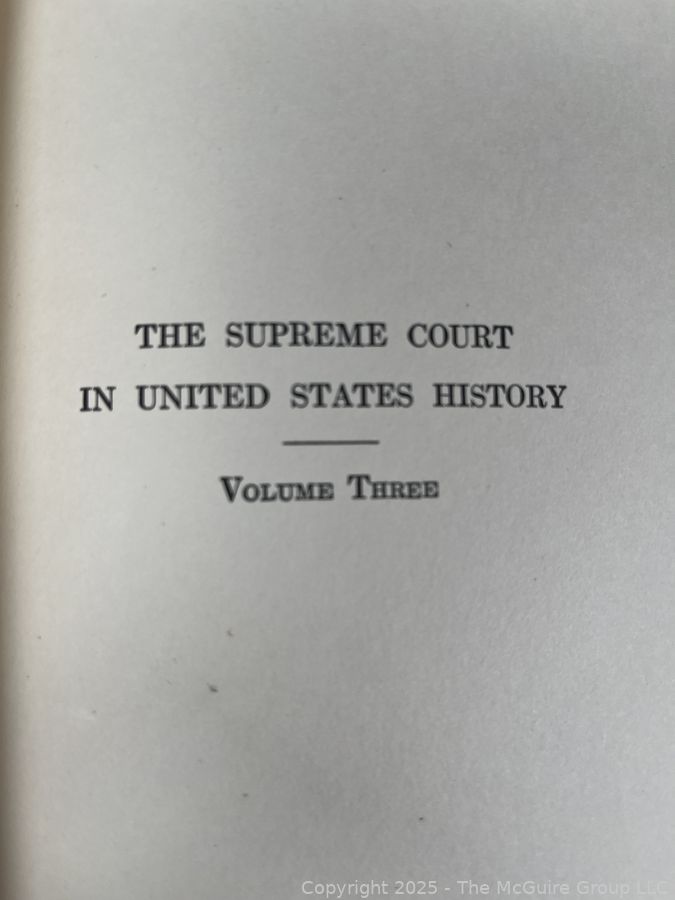 THE SUPREME COURT
IN UNITED STATES HISTORY
VOLUME THREE
Copyright 2025 - The McGuire Group LLC